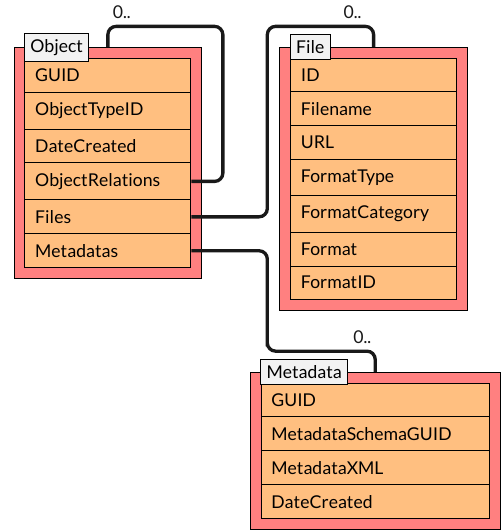 0..
Object
GUID
ObjectTypeID
DateCreated
ObjectRelations
Files
Metadatas
0..
File
ID
Filename
URL
FormatType
FormatCategory
Format
FormatID
0..
Metadata
GUID
MetadataSchemaGUID
MetadataXML
DateCreated